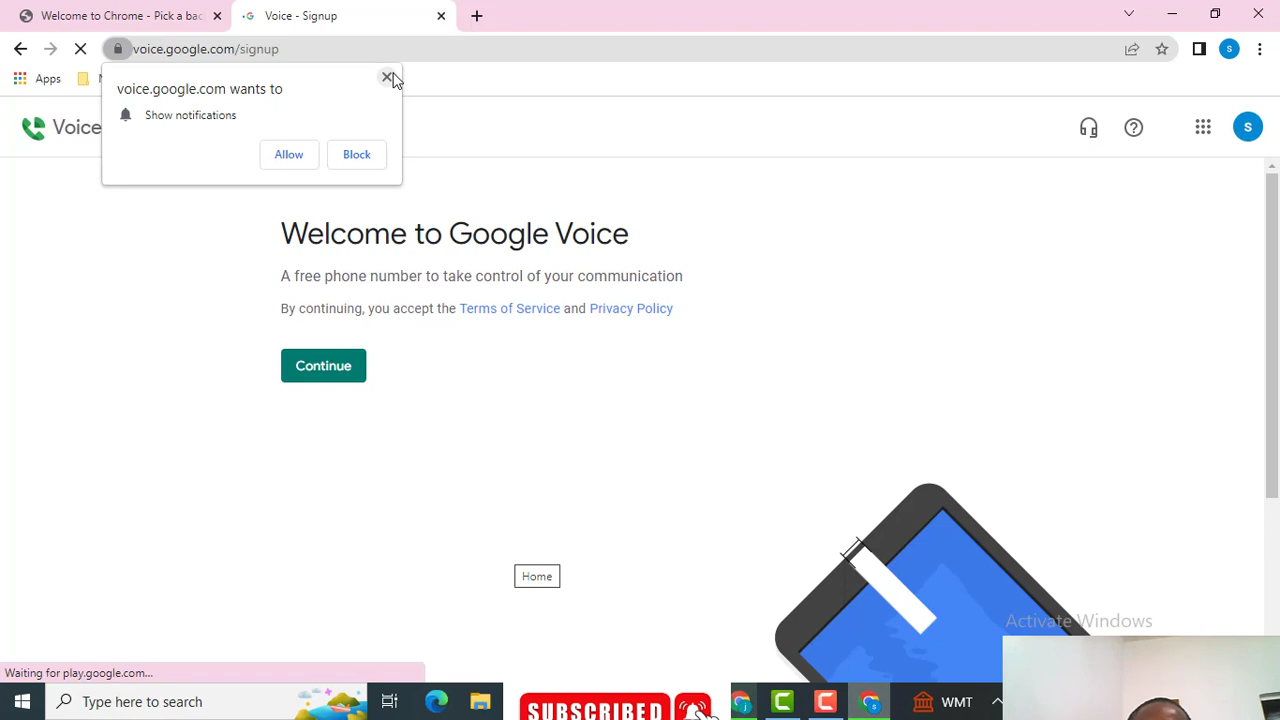 Welcome to Chrome - Pick a bac
Voice - Signup
voice.google.com/signup
S
Apps
voice.google.com wants to
Show notifications
Allow
Block
Voice
S
Welcome to Google Voice
A free phone number to take control of your communication
By continuing, you accept the Terms of Service and Privacy Policy
Continue
Home
Activate Windows
Waiting for play.google.com...
Type here to search
SUBSCRIBED
WMT